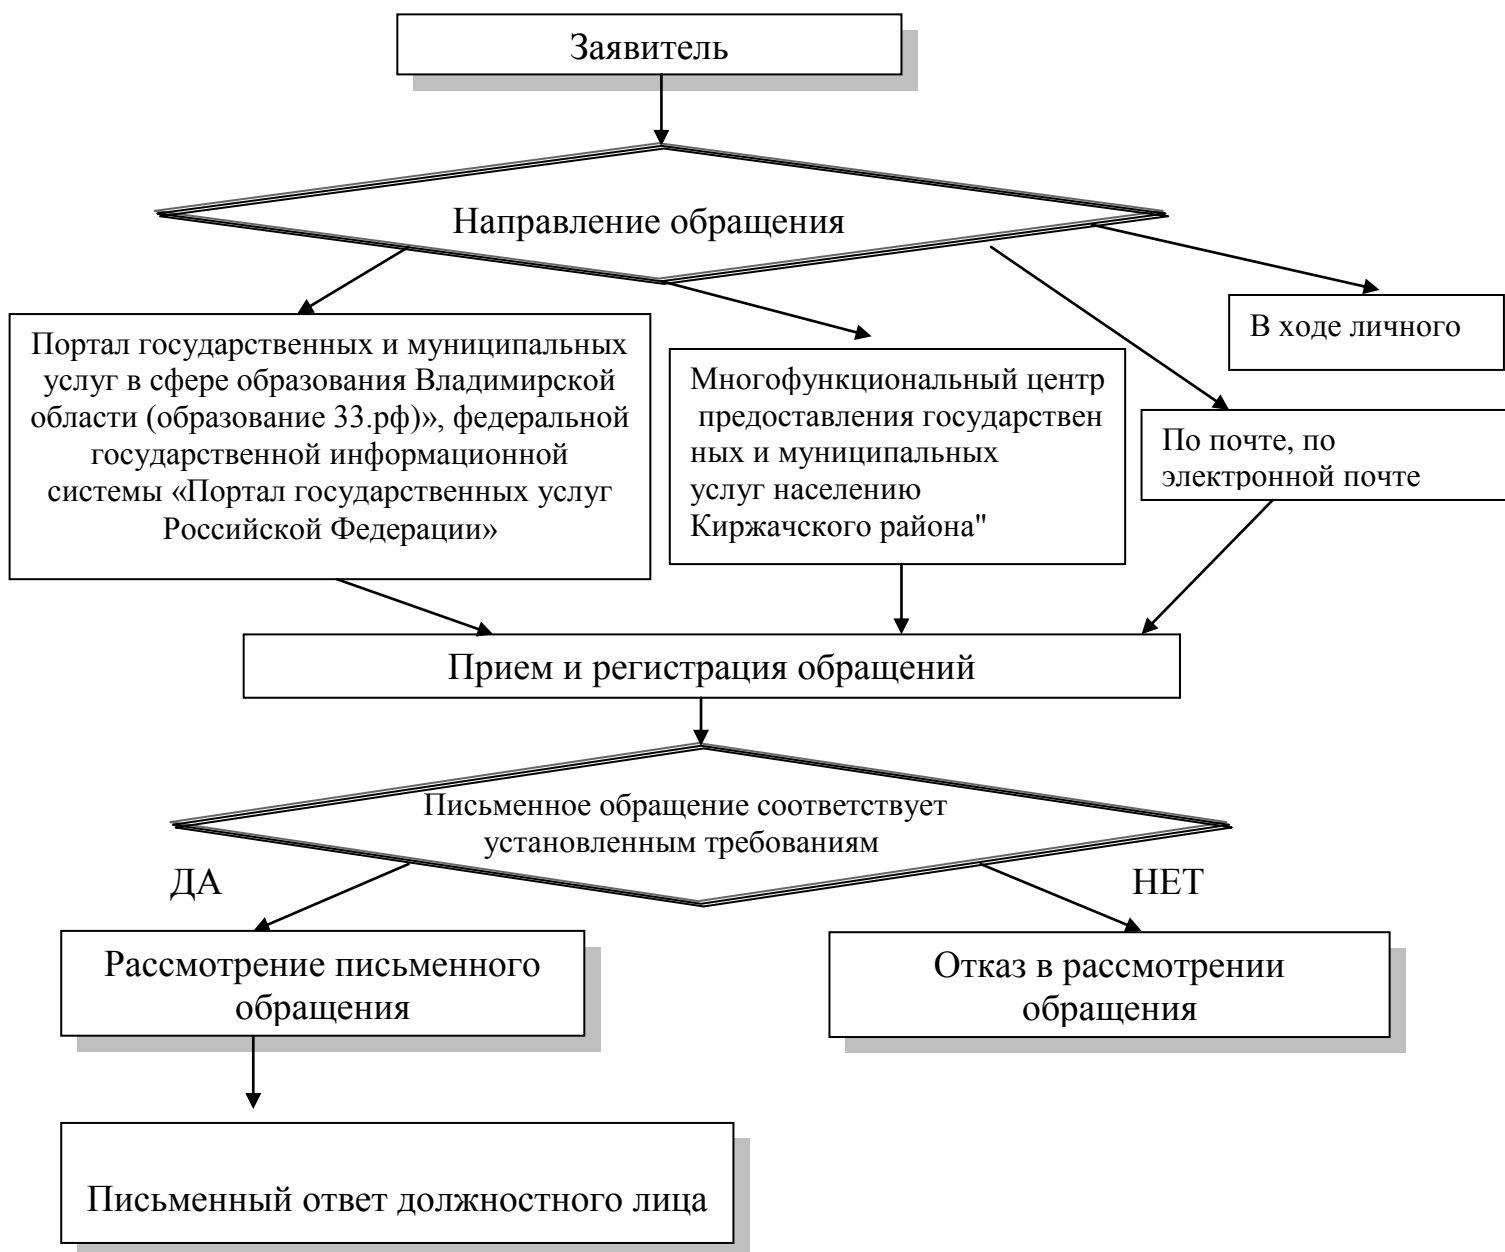 Заявитель
Направление обращения
Портал государственных и муниципальных
услуг в сфере образования Владимирской
области (образование 33.рф)», федеральной
государственной информационной
системы «Портал государственных услуг
Российской Федерации»
Многофункциональный центр
предоставления государствен
ных и муниципальных
услуг населению
Киржачского района"
В ходе личного
По почте, по
электронной почте
Прием и регистрация обращений
Письменное обращение соответствует
установленным требованиям
ДА
НЕТ
Рассмотрение письменного
обращения
Отказ в рассмотрении
обращения
Письменный ответ должностного лица